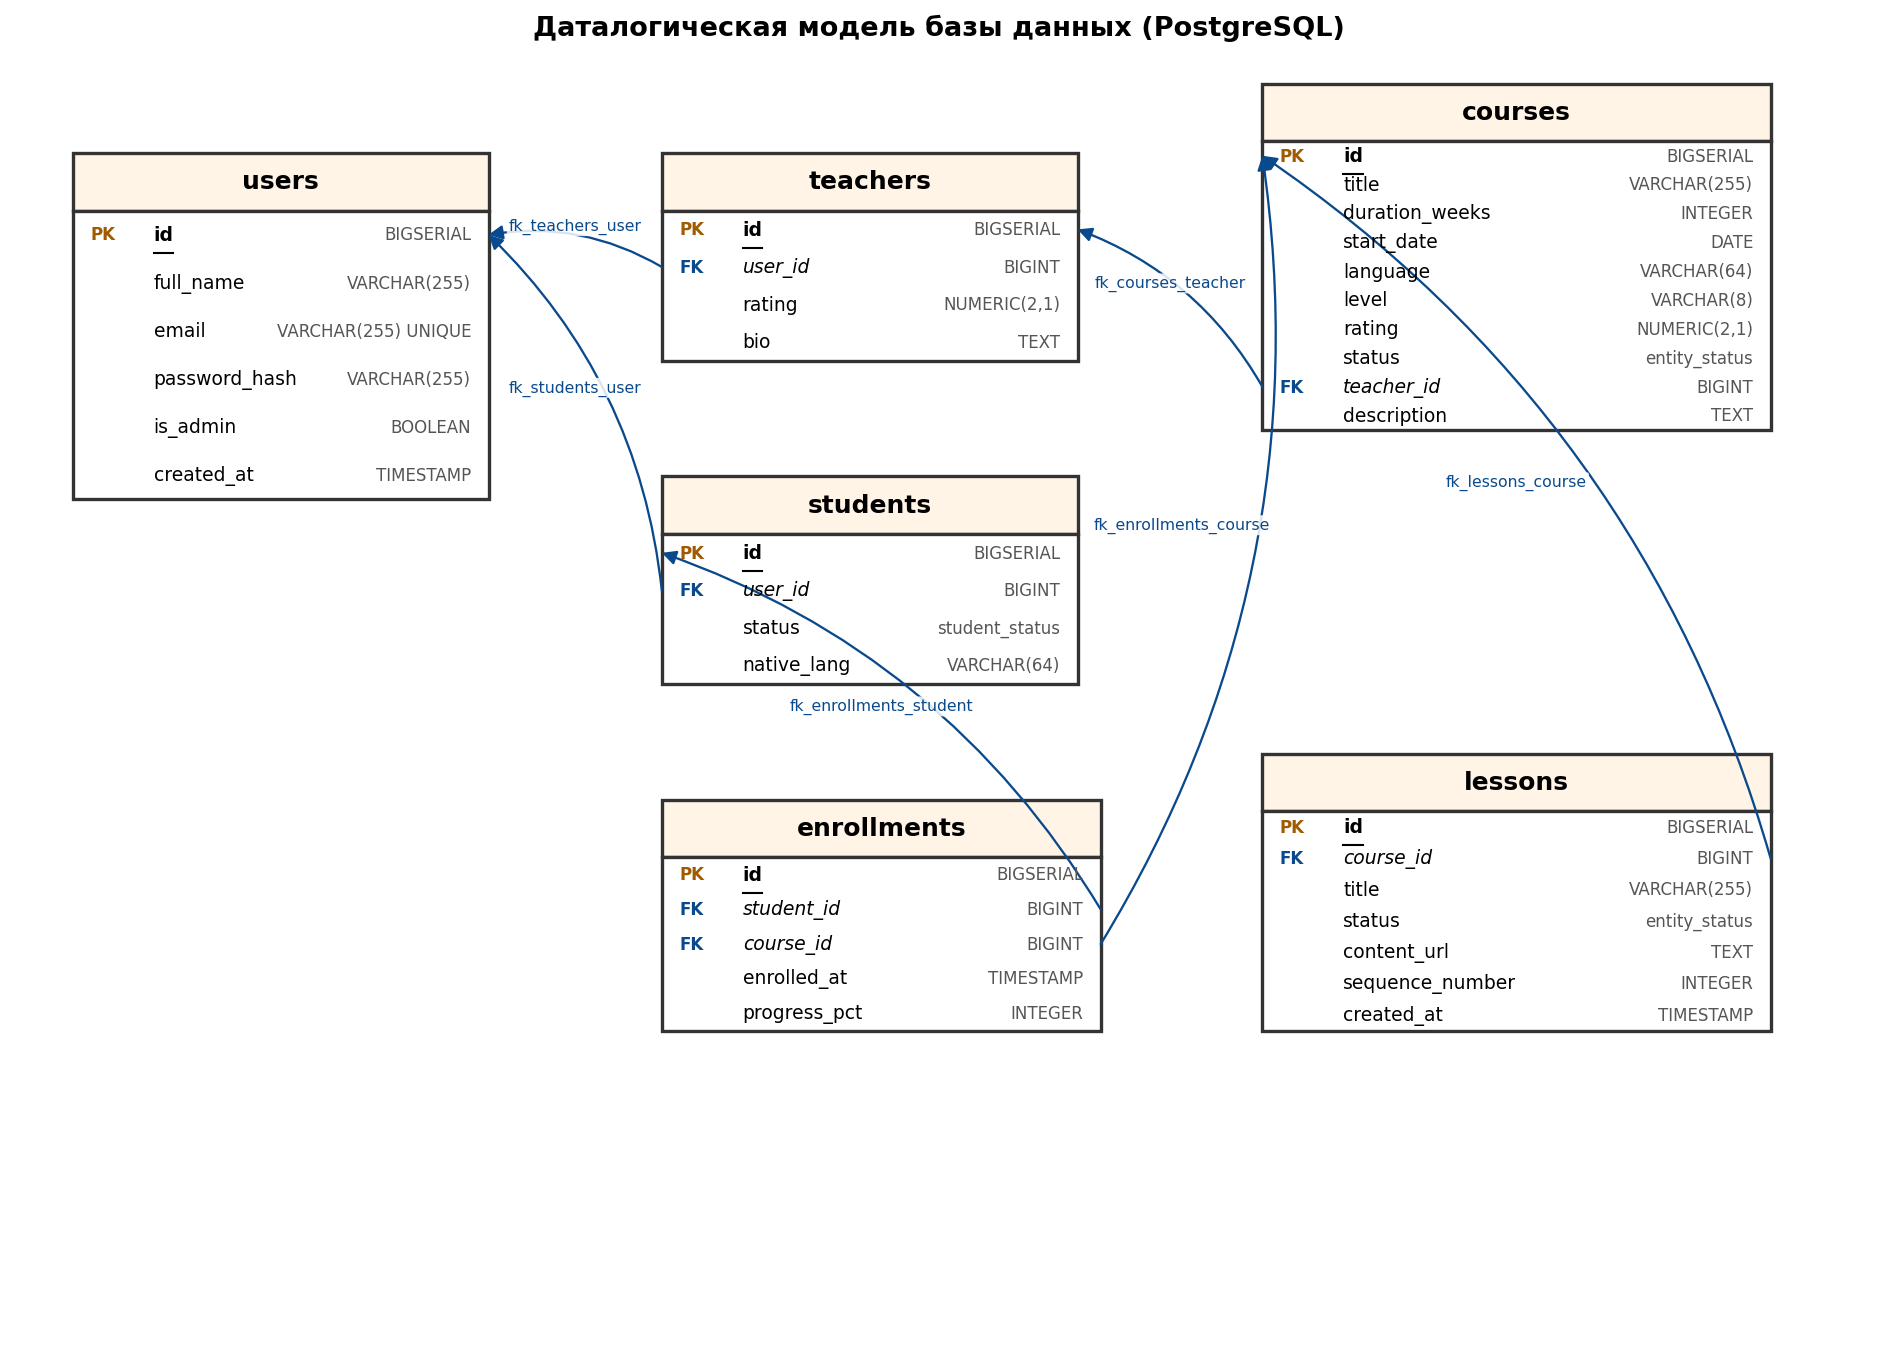 Даталогическая модель базы данных (PostgreSQL)
users
PK id BIGSERIAL
full_name VARCHAR(255)
email VARCHAR(255) UNIQUE
password_hash VARCHAR(255)
is_admin BOOLEAN
created_at TIMESTAMP
fk_teachers_user
fk_students_user
teachers
PK id BIGSERIAL
FK user_id BIGINT
rating NUMERIC(2,1)
bio TEXT
fk_courses_teacher
courses
PK id BIGSERIAL
title VARCHAR(255)
duration_weeks INTEGER
start_date DATE
language VARCHAR(64)
level VARCHAR(8)
rating NUMERIC(2,1)
status entity_status
FK teacher_id BIGINT
description TEXT
fk_lessons_course
students
PK id BIGSERIAL
FK user_id BIGINT
status student_status
native_lang VARCHAR(64)
fk_enrollments_course
fk_enrollments_student
enrollments
PK id BIGSERIAL
FK student_id BIGINT
FK course_id BIGINT
enrolled_at TIMESTAMP
progress_pct INTEGER
lessons
PK id BIGSERIAL
FK course_id BIGINT
title VARCHAR(255)
status entity_status
content_url TEXT
sequence_number INTEGER
created_at TIMESTAMP